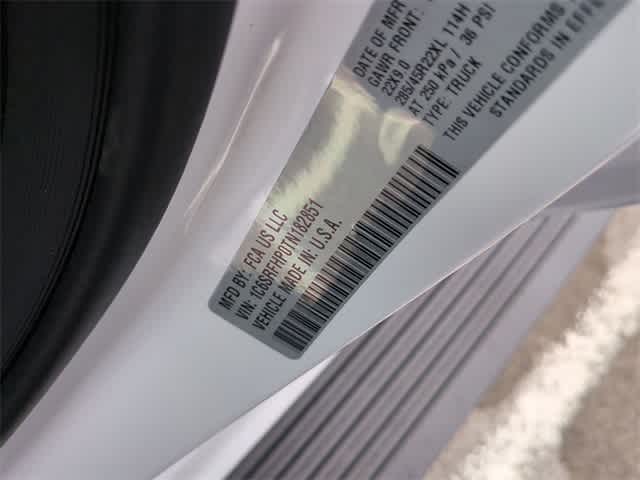 MFD BY: FCA US LLC
VIN: 1C6SRFHP0TN182851
VEHICLE MADE IN: U.S.A.
DATE OF MFR
GAWR FRONT:
22X9.0
285/45R22XL 114H
AT 250 kPa / 36 PSI
TYPE: TRUCK
THIS VEHICLE CONFORMS
STANDARDS IN EFFE